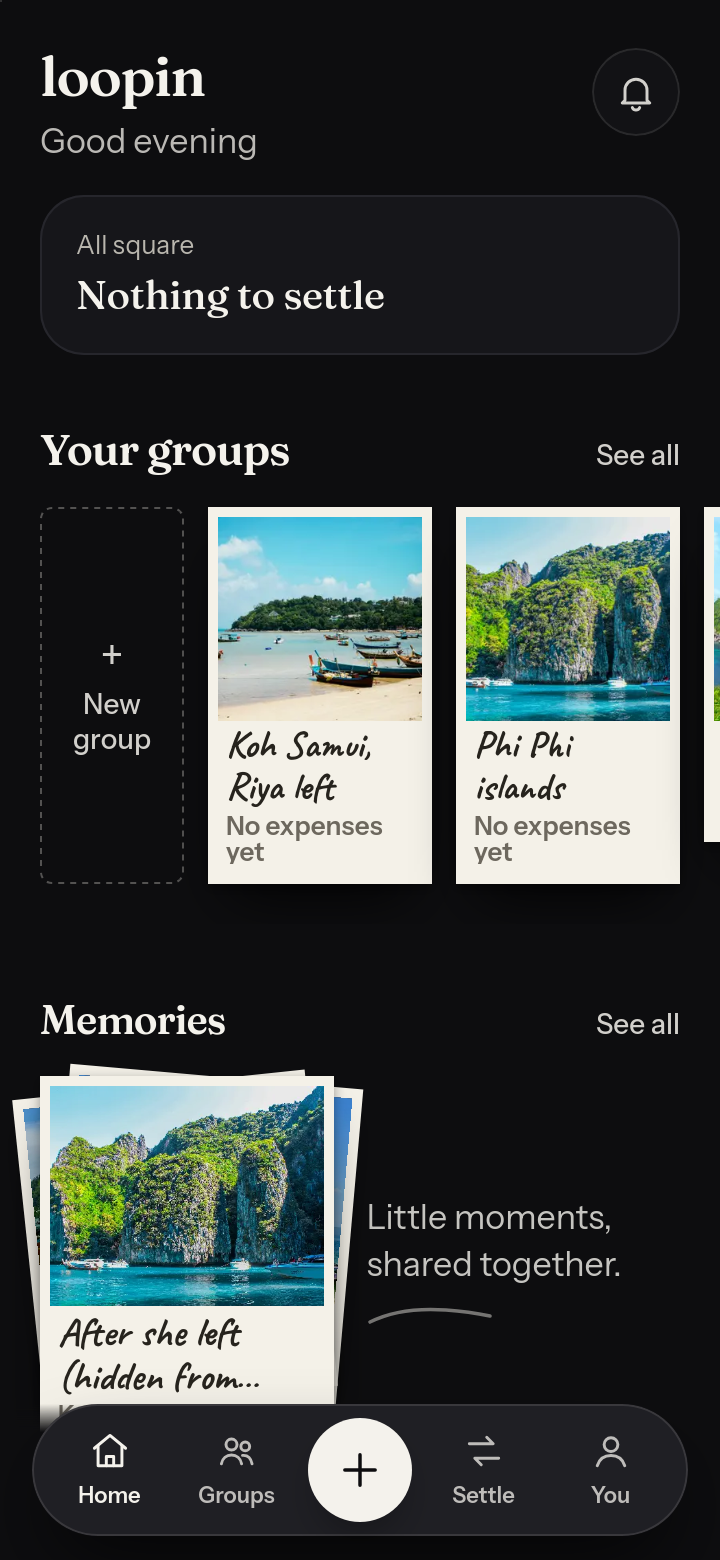 loopin
Good evening
All square
Nothing to settle
Your groups
See all
+
New
group
Koh Samui,
Riya left
No expenses
yet
Phi Phi
islands
No expenses
yet
Memories
See all
After she left
(hidden from...
Little moments,
shared together.
Home
Groups
Settle
You